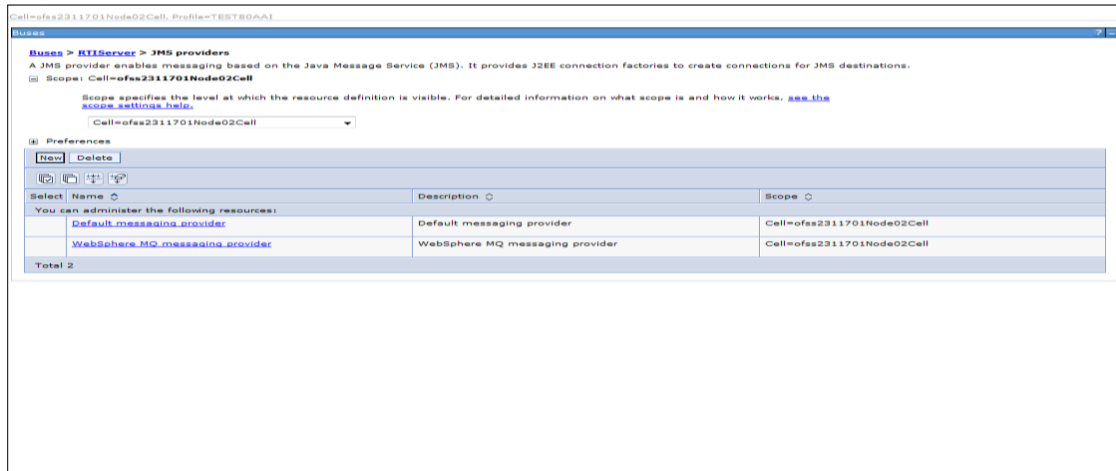 Cell=ofss2311701Node02Cell, Profile=TEST80AAI
Buses ? –
Buses > RTIServer > JMS providers
A JMS provider enables messaging based on the Java Message Service (JMS). It provides J2EE connection factories to create connections for JMS destinations.
Scope: Cell=ofss2311701Node02Cell
Scope specifies the level at which the resource definition is visible. For detailed information on what scope is and how it works, see the
scope settings help.
Cell=ofss2311701Node02Cell
Preferences
New Delete
Select Name Description Scope
You can administer the following resources:
Default messaging provider Default messaging provider Cell=ofss2311701Node02Cell
WebSphere MQ messaging provider WebSphere MQ messaging provider Cell=ofss2311701Node02Cell
Total 2